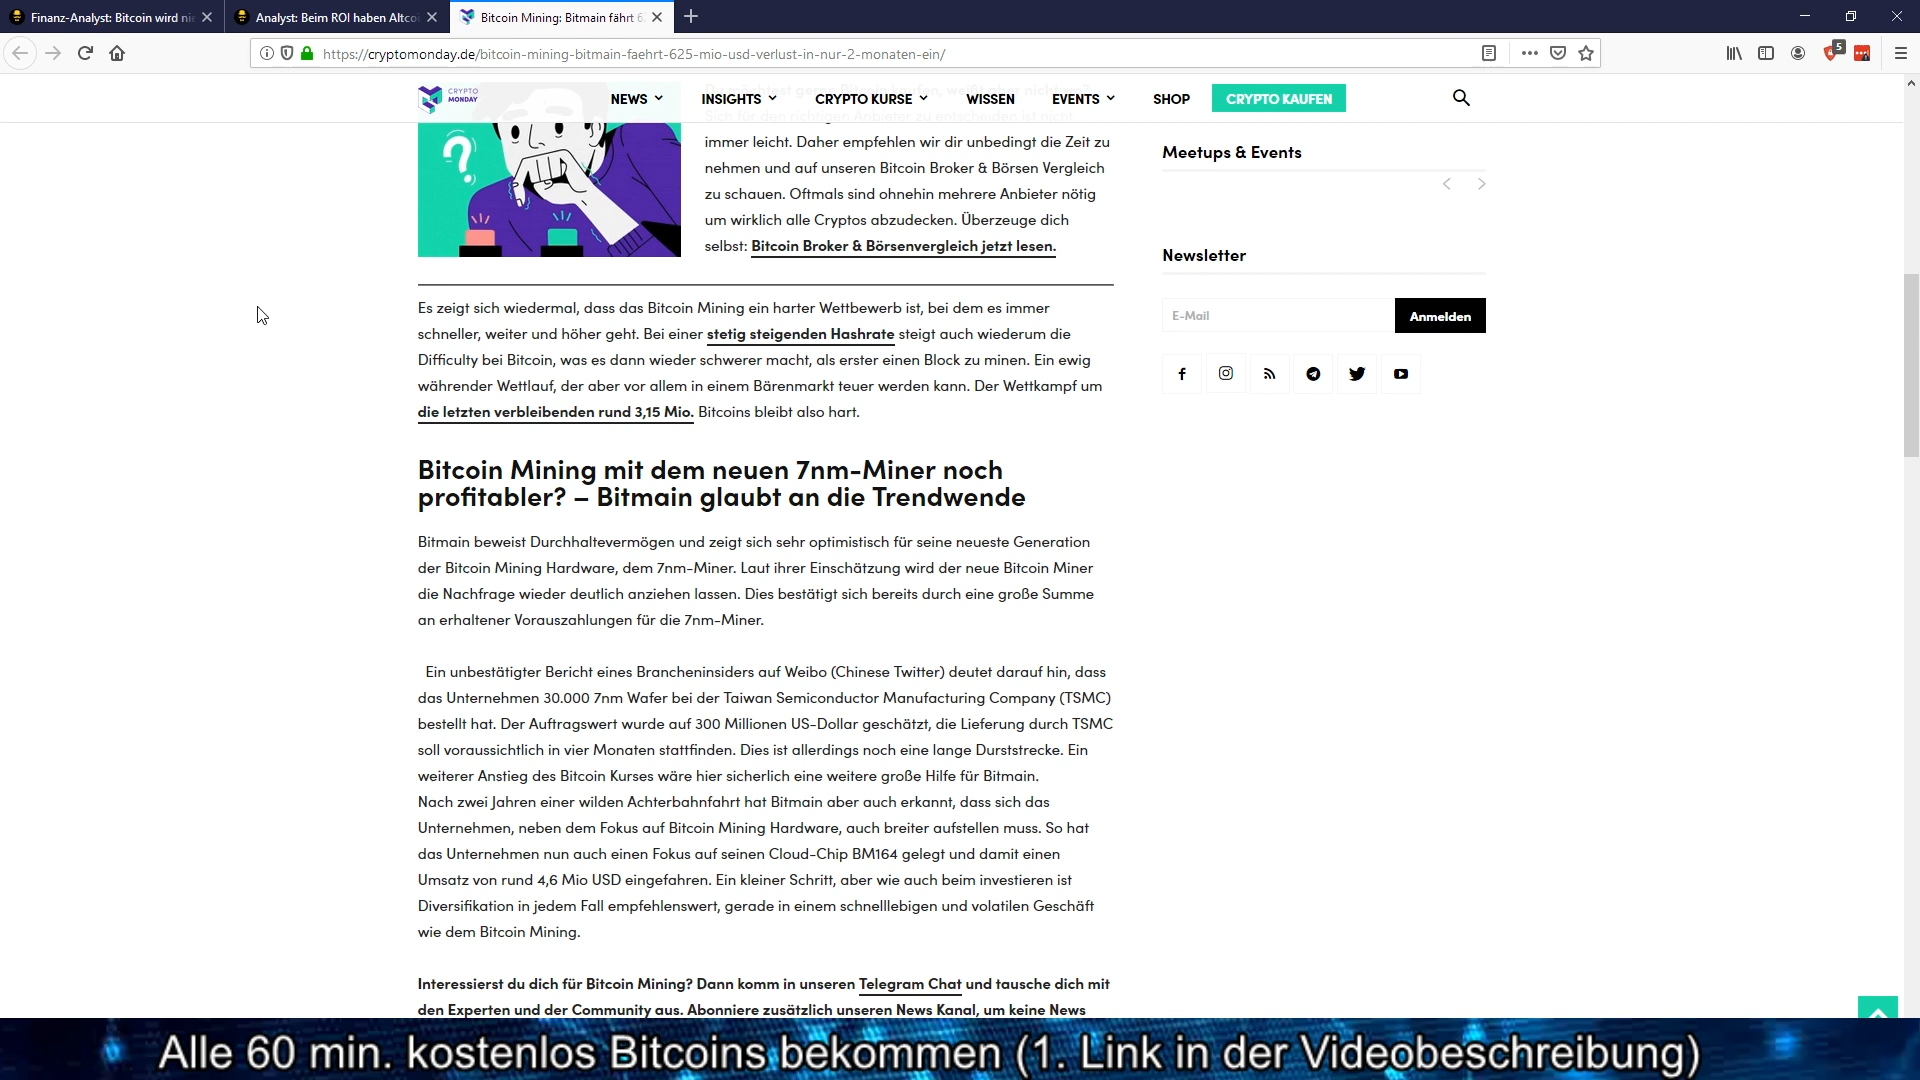 Finanz-Analyst: Bitcoin wird nie
Analyst: Beim ROI haben Altco
Bitcoin Mining: Bitmain fährt 6
https://cryptomonday.de/bitcoin-mining-bitmain-faehrt-625-mio-usd-verlust-in-nur-2-monaten-ein/
5
CRYPTO
MONDAY
NEWS
INSIGHTS
CRYPTO KURSE
WISSEN
EVENTS
SHOP
CRYPTO KAUFEN
Sich für den richtigen Anbieter zu entscheiden ist nicht
immer leicht. Daher empfehlen wir dir unbedingt die Zeit zu
nehmen und auf unseren Bitcoin Broker & Börsen Vergleich
zu schauen. Oftmals sind ohnehin mehrere Anbieter nötig
um wirklich alle Cryptos abzudecken. Überzeuge dich
selbst: Bitcoin Broker & Börsenvergleich jetzt lesen.
?
Es zeigt sich wiedermal, dass das Bitcoin Mining ein harter Wettbewerb ist, bei dem es immer
schneller, weiter und höher geht. Bei einer stetig steigenden Hashrate steigt auch wiederum die
Difficulty bei Bitcoin, was es dann wieder schwerer macht, als erster einen Block zu minen. Ein ewig
währender Wettlauf, der aber vor allem in einem Bärenmarkt teuer werden kann. Der Wettkampf um
die letzten verbleibenden rund 3,15 Mio. Bitcoins bleibt also hart.
Bitcoin Mining mit dem neuen 7nm-Miner noch
profitabler? – Bitmain glaubt an die Trendwende
Bitmain beweist Durchhaltevermögen und zeigt sich sehr optimistisch für seine neueste Generation
der Bitcoin Mining Hardware, dem 7nm-Miner. Laut ihrer Einschätzung wird der neue Bitcoin Miner
die Nachfrage wieder deutlich anziehen lassen. Dies bestätigt sich bereits durch eine große Summe
an erhaltener Vorauszahlungen für die 7nm-Miner.
Ein unbestätigter Bericht eines Brancheninsiders auf Weibo (Chinese Twitter) deutet darauf hin, dass
das Unternehmen 30.000 7nm Wafer bei der Taiwan Semiconductor Manufacturing Company (TSMC)
bestellt hat. Der Auftragswert wurde auf 300 Millionen US-Dollar geschätzt, die Lieferung durch TSMC
soll voraussichtlich in vier Monaten stattfinden. Dies ist allerdings noch eine lange Durststrecke. Ein
weiterer Anstieg des Bitcoin Kurses wäre hier sicherlich eine weitere große Hilfe für Bitmain.
Nach zwei Jahren einer wilden Achterbahnfahrt hat Bitmain aber auch erkannt, dass sich das
Unternehmen, neben dem Fokus auf Bitcoin Mining Hardware, auch breiter aufstellen muss. So hat
das Unternehmen nun auch einen Fokus auf seinen Cloud-Chip BM164 gelegt und damit einen
Umsatz von rund 4,6 Mio USD eingefahren. Ein kleiner Schritt, aber wie auch beim investieren ist
Diversifikation in jedem Fall empfehlenswert, gerade in einem schnelllebigen und volatilen Geschäft
wie dem Bitcoin Mining.
Interessierst du dich für Bitcoin Mining? Dann komm in unseren Telegram Chat und tausche dich mit
den Experten und der Community aus. Abonniere zusätzlich unseren News Kanal, um keine News
Meetups & Events
Newsletter
E-Mail
Anmelden
Alle 60 min. kostenlos Bitcoins bekommen (1. Link in der Videobeschreibung)